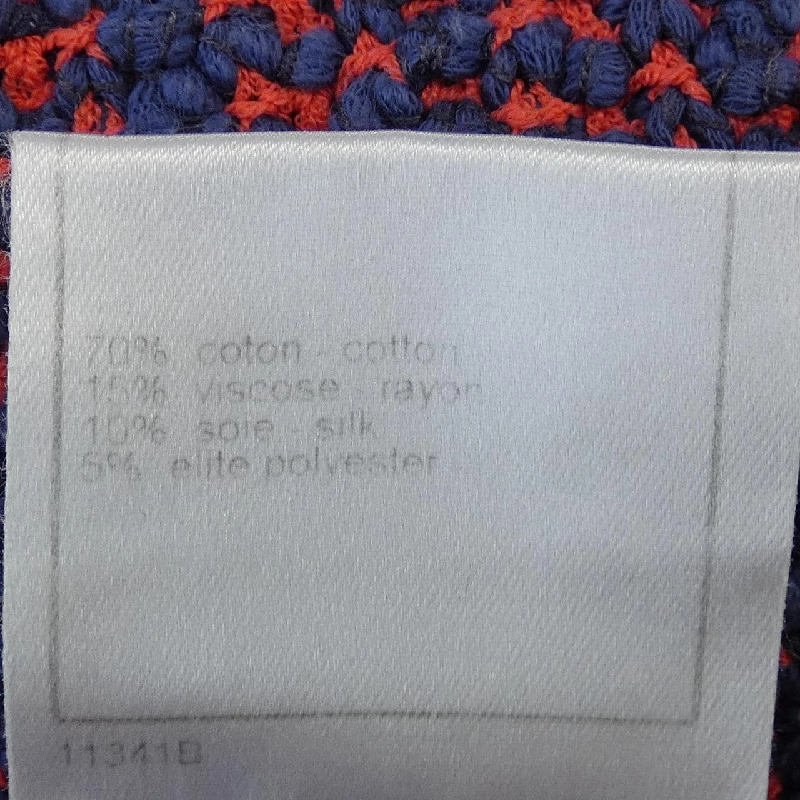 70% coton - cotton
15% viscose - rayon
10% soie - silk
5% elite polyester
11341B